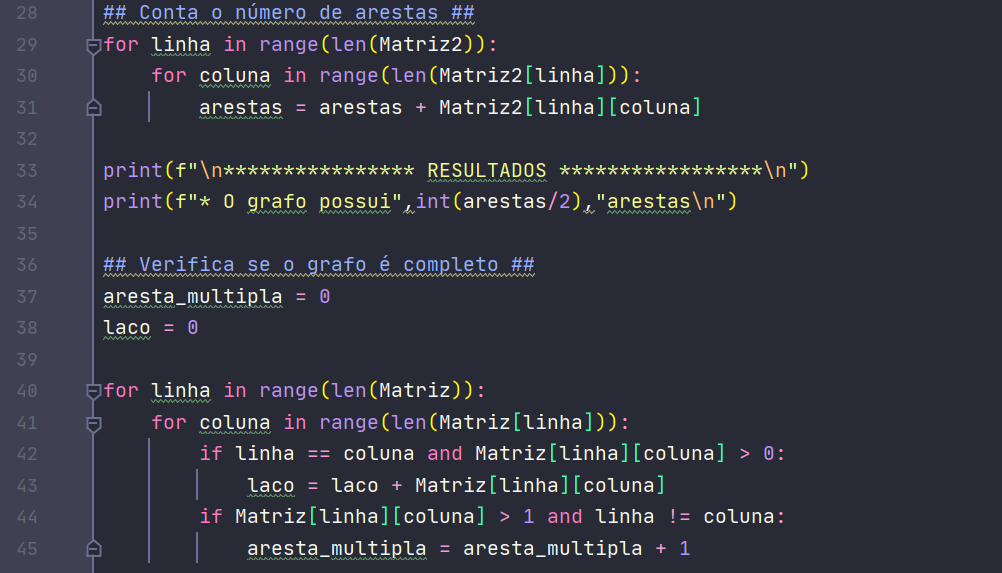 28 ## Conta o número de arestas ##
29 for linha in range(len(Matriz2)):
30     for coluna in range(len(Matriz2[linha])):
31         arestas = arestas + Matriz2[linha][coluna]
32
33 print(f"\n**************** RESULTADOS *****************\n")
34 print(f"* O grafo possui",int(arestas/2),"arestas\n")
35
36 ## Verifica se o grafo é completo ##
37 aresta_multipla = 0
38 laco = 0
39
40 for linha in range(len(Matriz)):
41     for coluna in range(len(Matriz[linha])):
42         if linha == coluna and Matriz[linha][coluna] > 0:
43             laco = laco + Matriz[linha][coluna]
44         if Matriz[linha][coluna] > 1 and linha != coluna:
45             aresta_multipla = aresta_multipla + 1